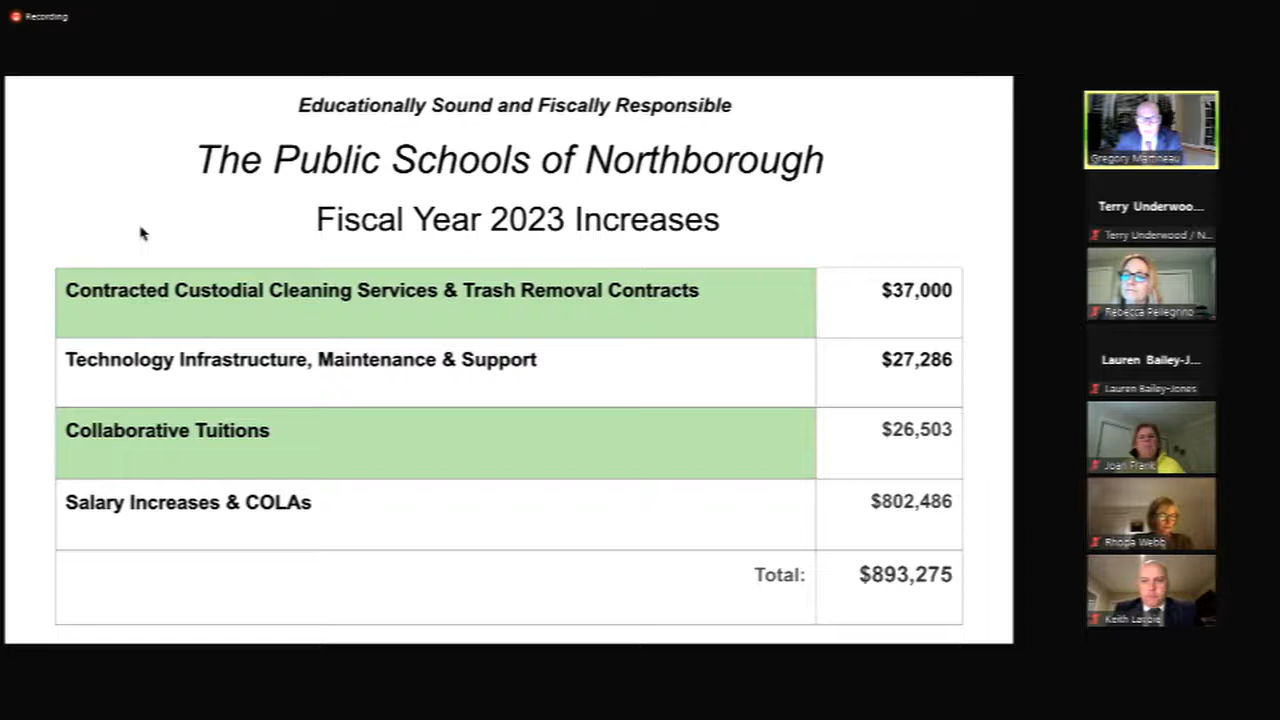 Recording
Educationally Sound and Fiscally Responsible
The Public Schools of Northborough
Fiscal Year 2023 Increases
Contracted Custodial Cleaning Services & Trash Removal Contracts $37,000
Technology Infrastructure, Maintenance & Support $27,286
Collaborative Tuitions $26,503
Salary Increases & COLAs $802,486
Total: $893,275
Gregory Martineau
Terry Underwoo...
Terry Underwood / N...
Rebecca Pellegrino
Lauren Bailey-J...
Lauren Bailey-Jones
Joan Frank
Rhoda Webb
Keith